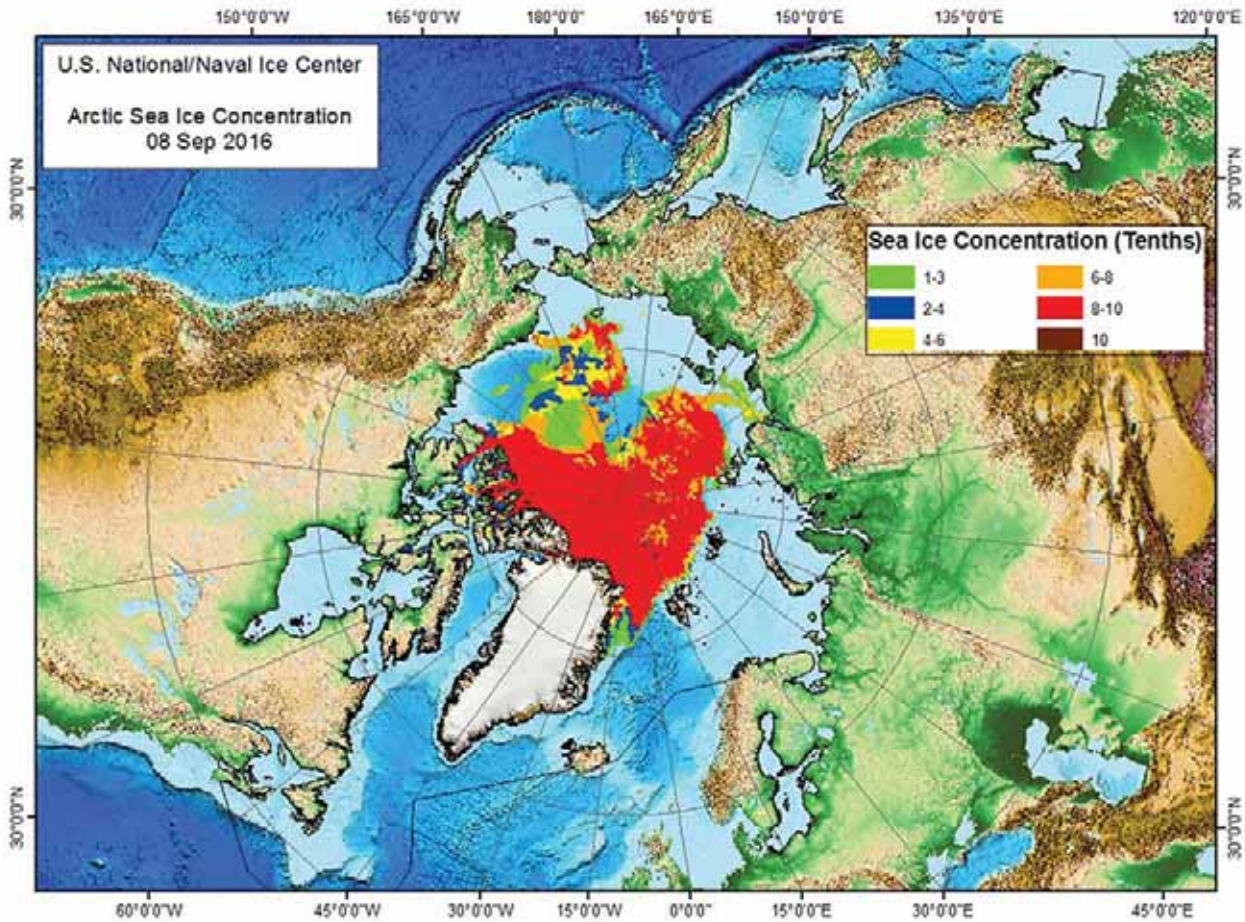 150°0'0"W 165°0'0"W 180°0'0" 165°0'0"E 150°0'0"E 135°0'0"E 120°0'0"E
U.S. National/Naval Ice Center
Arctic Sea Ice Concentration
08 Sep 2016
30°0'0"N 30°0'0"N
Sea Ice Concentration (Tenths)
1-3 6-8
2-4 8-10
4-6 10
30°0'0"N 30°0'0"N
60°0'0"W 45°0'0"W 30°0'0"W 15°0'0"W 0°0'0" 15°0'0"E 30°0'0"E 45°0'0"E